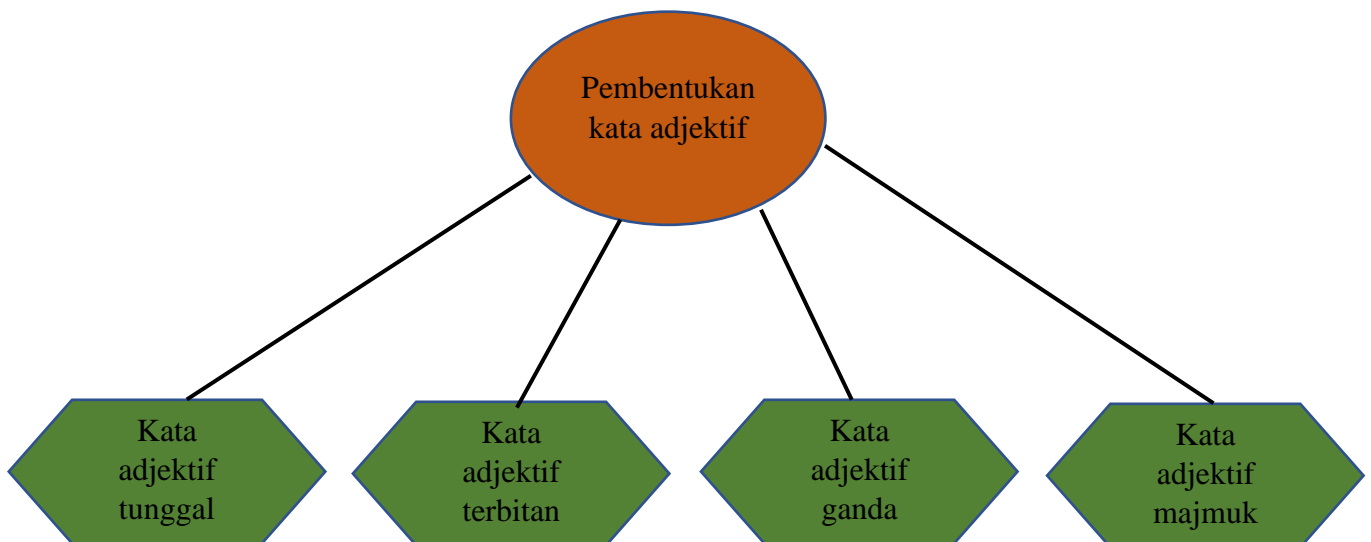 Pembentukan
kata adjektif
Kata
adjektif
tunggal
Kata
adjektif
terbitan
Kata
adjektif
ganda
Kata
adjektif
majmuk